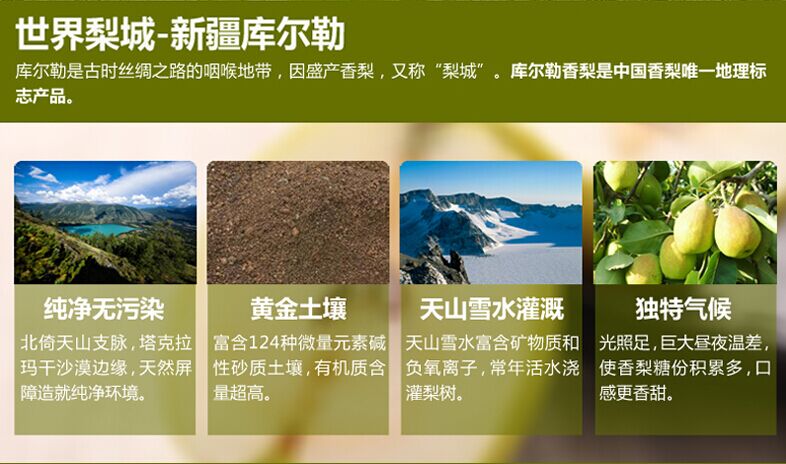 世界梨城-新疆库尔勒
库尔勒是古时丝绸之路的咽喉地带，因盛产香梨，又称“梨城”。库尔勒香梨是中国香梨唯一地理标
志产品。
纯净无污染
北倚天山支脉，塔克拉
玛干沙漠边缘，天然屏
障造就纯净环境。
黄金土壤
富含124种微量元素碱
性砂质土壤，有机质含
量超高。
天山雪水灌溉
天山雪水富含矿物质和
负氧离子，常年活水浇
灌梨树。
独特气候
光照足，巨大昼夜温差，
使香梨糖份积累多，口
感更香甜。